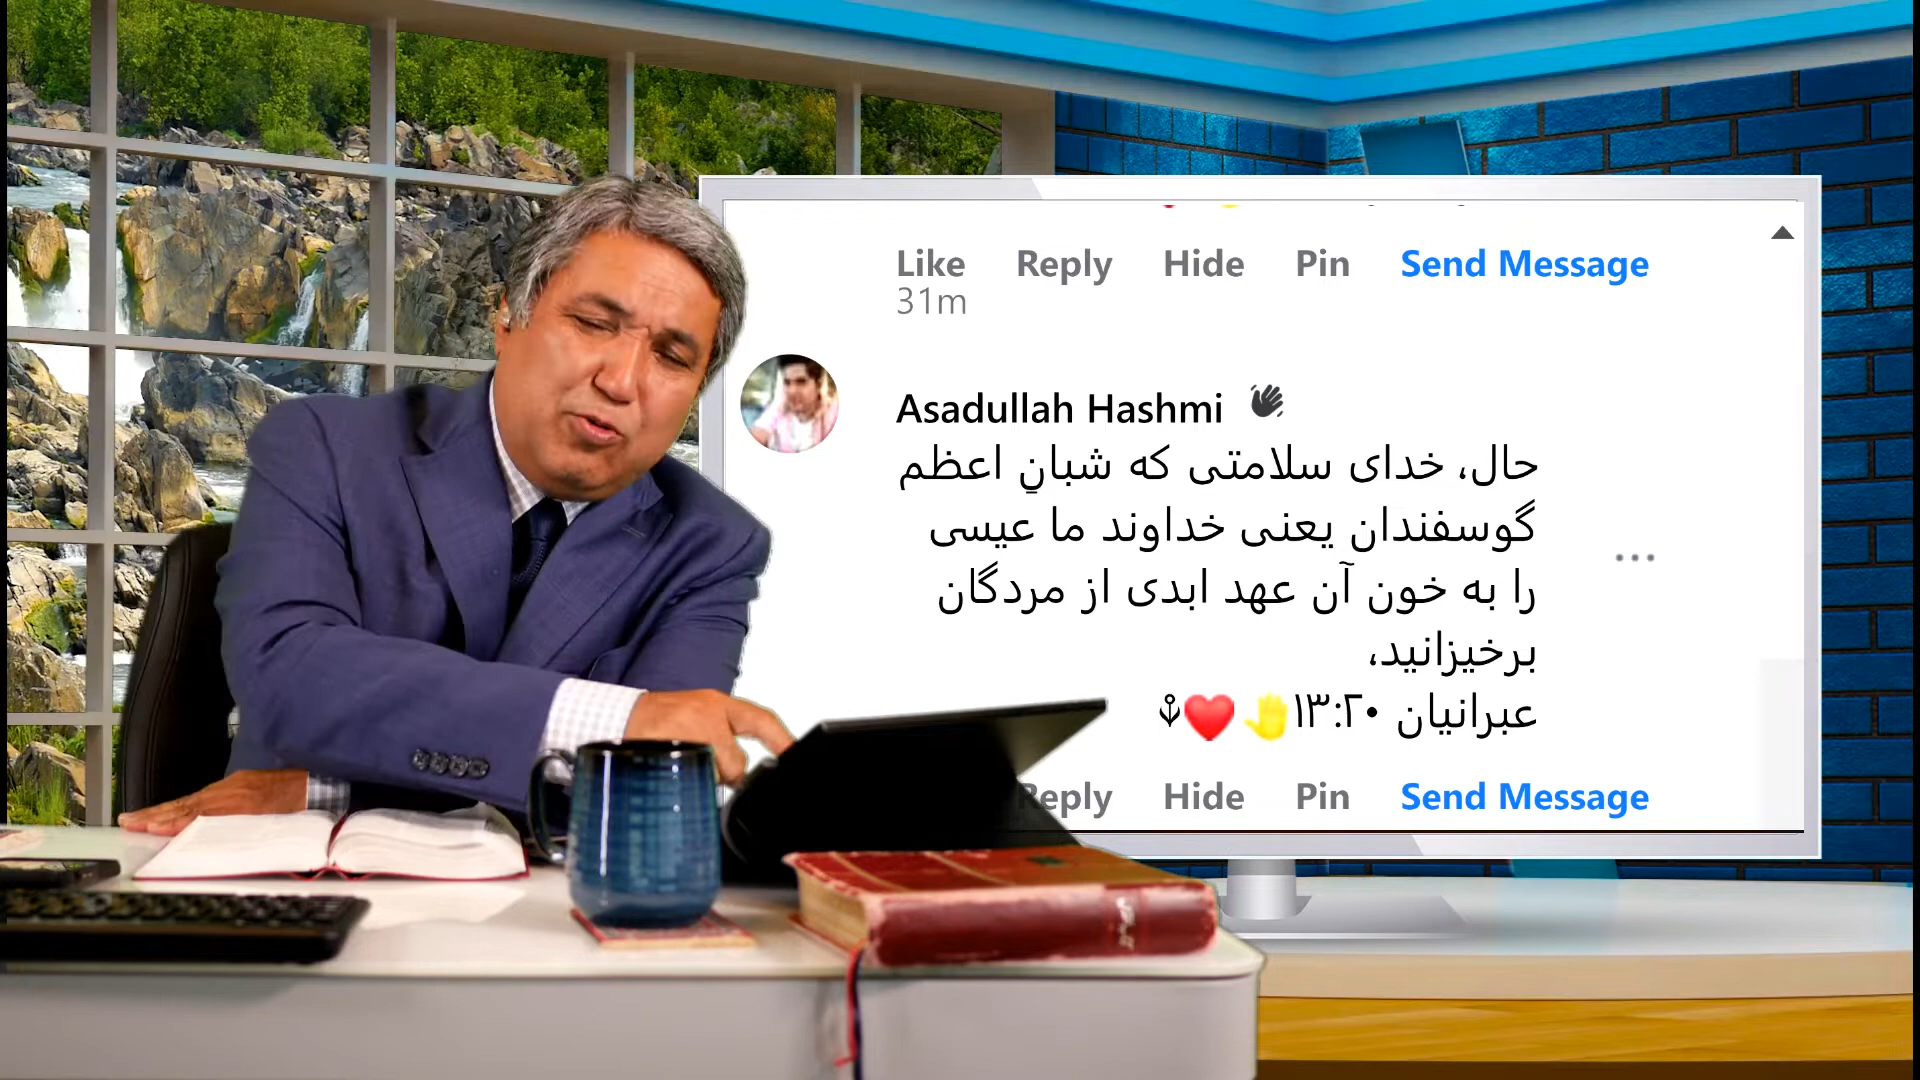 Like Reply Hide Pin Send Message
31m
Asadullah Hashmi
حال، خدای سلامتی که شبانِ اعظم
گوسفندان یعنی خداوند ما عیسی
را به خون آن عهد ابدی از مردگان
برخیزانید،
عبرانیان ۱۳:۲۰🤚❤️⚓
Reply Hide Pin Send Message